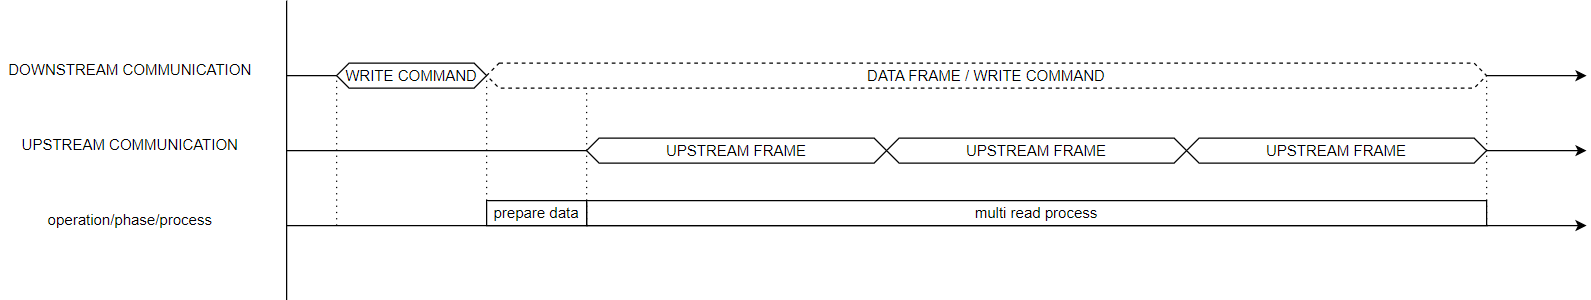 DOWNSTREAM COMMUNICATION
WRITE COMMAND
DATA FRAME / WRITE COMMAND
UPSTREAM COMMUNICATION
UPSTREAM FRAME
UPSTREAM FRAME
UPSTREAM FRAME
operation/phase/process
prepare data
multi read process